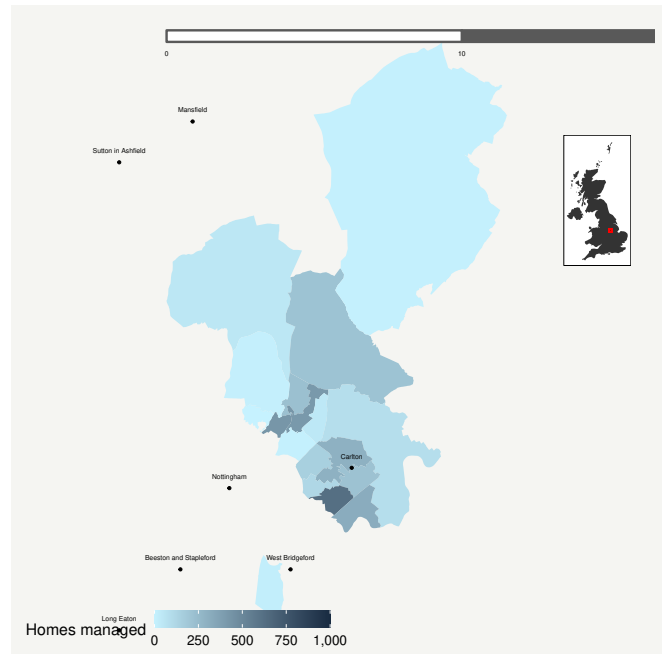 0 10
Mansfield
Sutton in Ashfield
Carlton
Nottingham
Beeston and Stapleford West Bridgeford
Long Eaton
Homes managed
0 250 500 750 1,000